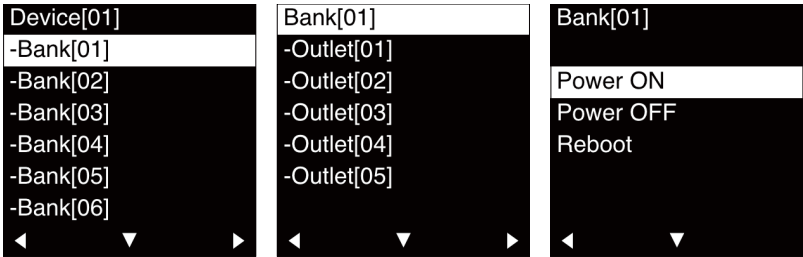 Device[01]
-Bank[01]
-Bank[02]
-Bank[03]
-Bank[04]
-Bank[05]
-Bank[06]
Bank[01]
-Outlet[01]
-Outlet[02]
-Outlet[03]
-Outlet[04]
-Outlet[05]
Bank[01]
Power ON
Power OFF
Reboot